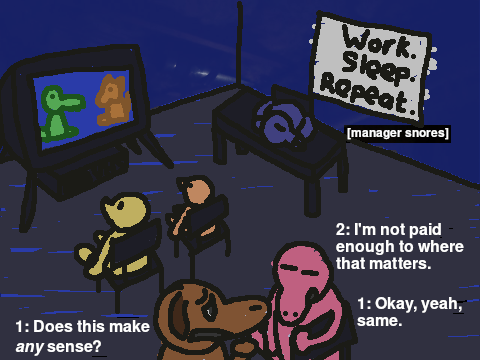 Work.
Sleep.
Repeat.
[manager snores]
2: I'm not paid
enough to where
that matters.
1: Does this make
any sense?
1: Okay, yeah,
same.